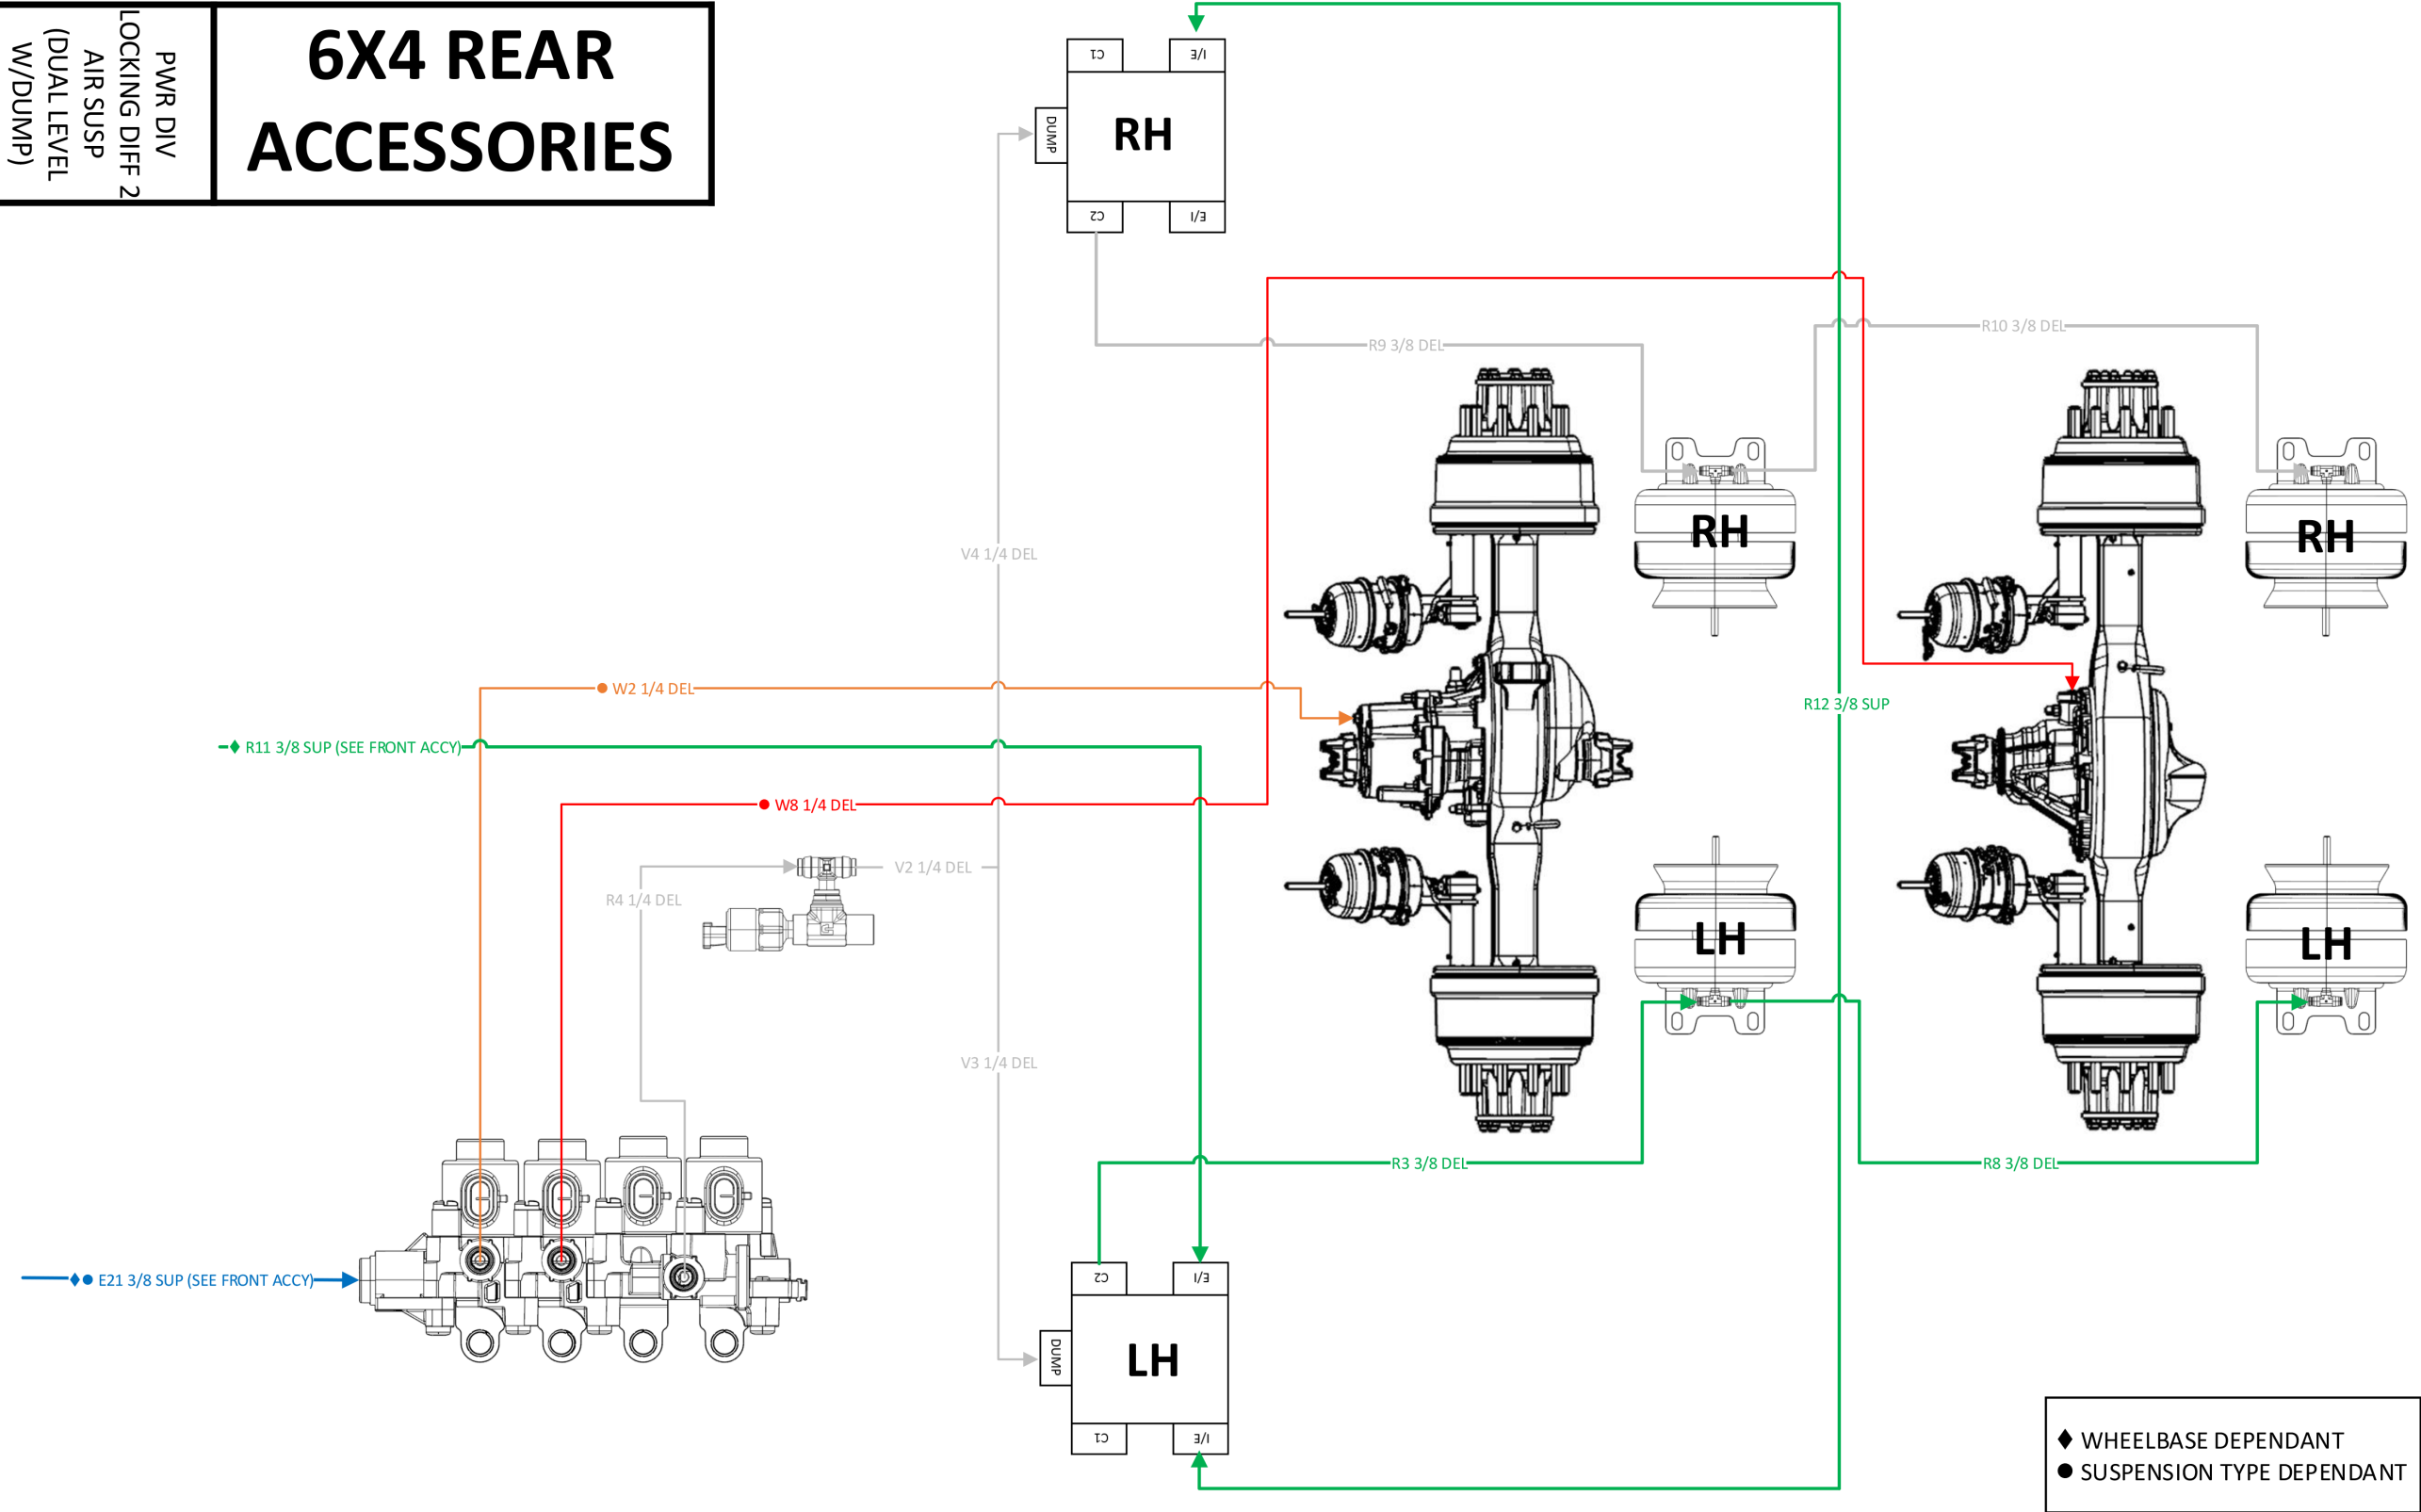 PWR DIV
LOCKING DIFF 2
AIR SUSP
(DUAL LEVEL
W/DUMP)
6X4 REAR
ACCESSORIES
C1
I/E
DUMP
RH
C2
E/I
R9 3/8 DEL
R10 3/8 DEL
RH
RH
V4 1/4 DEL
W2 1/4 DEL
R12 3/8 SUP
R11 3/8 SUP (SEE FRONT ACCY)
W8 1/4 DEL
V2 1/4 DEL
R4 1/4 DEL
LH
LH
V3 1/4 DEL
R3 3/8 DEL
R8 3/8 DEL
E21 3/8 SUP (SEE FRONT ACCY)
C2
E/I
DUMP
LH
C1
I/E
♦ WHEELBASE DEPENDANT
● SUSPENSION TYPE DEPENDANT